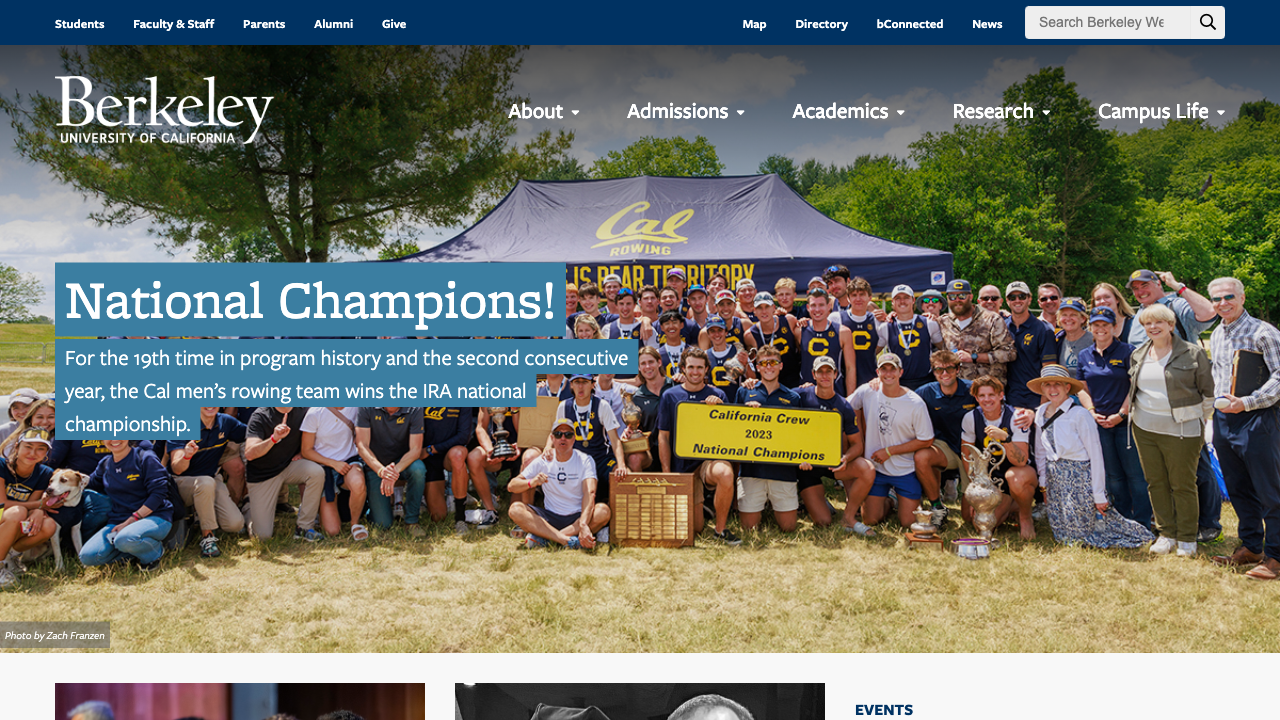 Students Faculty & Staff Parents Alumni Give Map Directory bConnected News Search Berkeley We
Berkeley
UNIVERSITY OF CALIFORNIA
About Admissions Academics Research Campus Life
Cal
ROWING
IS BEAR TERRITORY
National Champions!
For the 19th time in program history and the second consecutive
year, the Cal men's rowing team wins the IRA national
championship.
California Crew
2023
National Champions
Photo by Zach Franzen
EVENTS